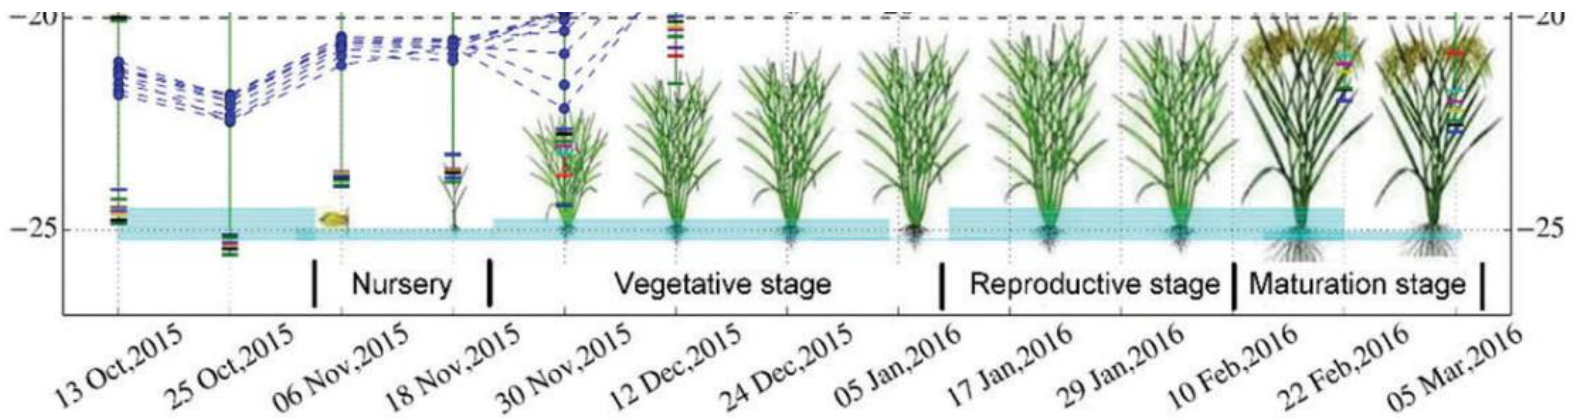 −20 −20
−25 −25
Nursery Vegetative stage Reproductive stage Maturation stage
13 Oct,2015 25 Oct,2015 06 Nov,2015 18 Nov,2015 30 Nov,2015 12 Dec,2015 24 Dec,2015 05 Jan,2016 17 Jan,2016 29 Jan,2016 10 Feb,2016 22 Feb,2016 05 Mar,2016